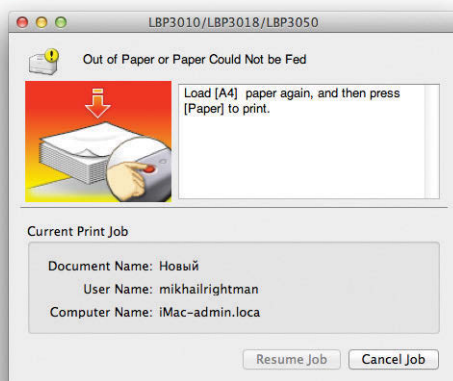 LBP3010/LBP3018/LBP3050
Out of Paper or Paper Could Not be Fed
Load [A4] paper again, and then press
[Paper] to print.
Current Print Job
Document Name: Новый
User Name: mikhailrightman
Computer Name: iMac-admin.loca
Resume Job Cancel Job